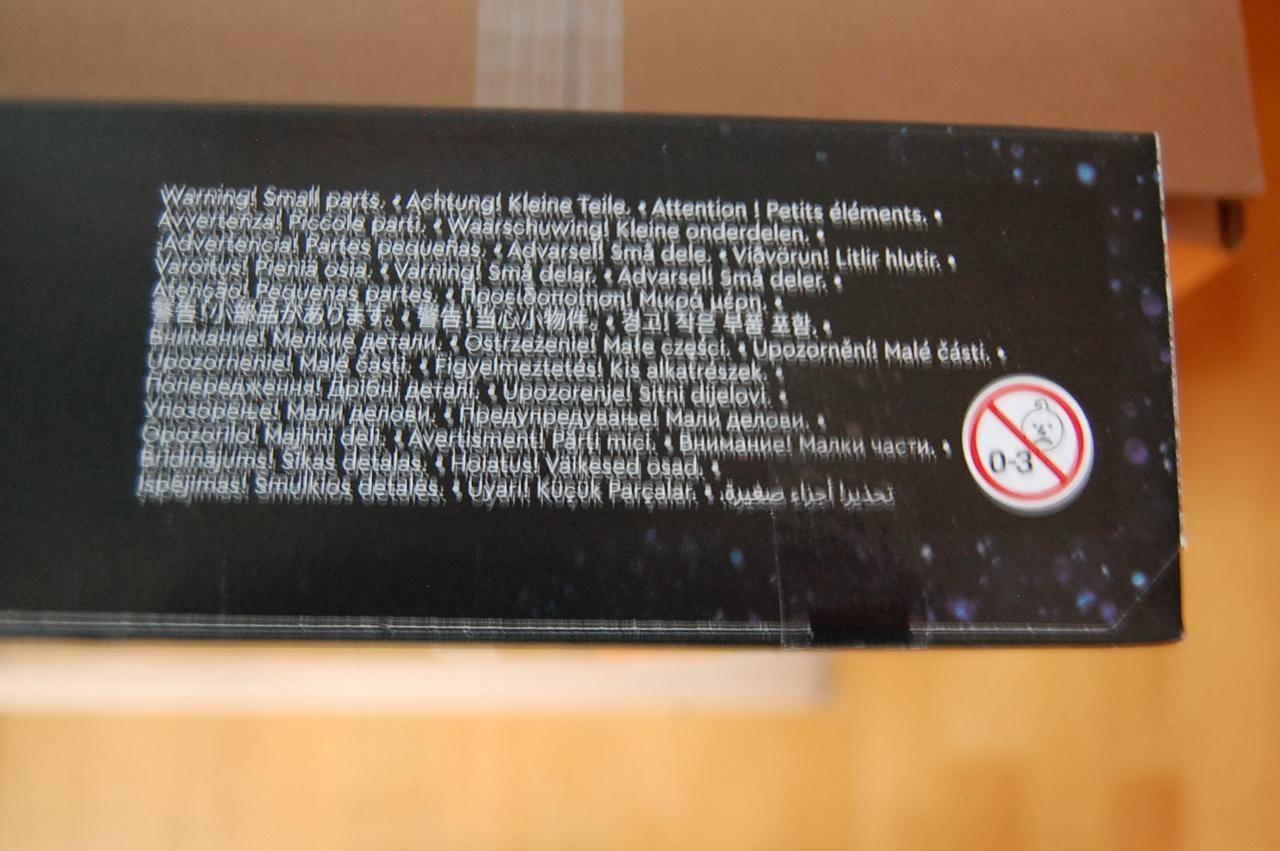 Warning! Small parts. • Achtung! Kleine Teile. • Attention ! Petits éléments. •
Avvertenza! Piccole parti. • Waarschuwing! Kleine onderdelen. •
¡Advertencia! Partes pequeñas. • Advarsel! Små dele. • Viðvörun! Litlir hlutir. •
Varoitus! Pieniä osia. • Varning! Små delar. • Advarsel! Små deler. •
Atenção! Pequenas partes. • Προειδοποίηση! Μικρά μέρη. •
警告！小部品があります。 • 警告！当心小物件。 • 경고! 작은 부품 포함. •
Внимание! Мелкие детали. • Ostrzeżenie! Małe części. • Upozornění! Malé části. •
Upozornenie! Malé časti. • Figyelmeztetés! Kis alkatrészek. •
Попередження! Дрібні деталі. • Upozorenje! Sitni dijelovi. •
Упозорење! Мали делови. • Предупредување! Мали делови. •
Opozorilo! Majhni deli. • Avertisment! Părți mici. • Внимание! Малки части. •
Brīdinājums! Sīkas detaļas. • Hoiatus! Väikesed osad. •
Įspėjimas! Smulkios detalės. • Uyarı! Küçük Parçalar. • تحذير! أجزاء صغيرة.
0-3